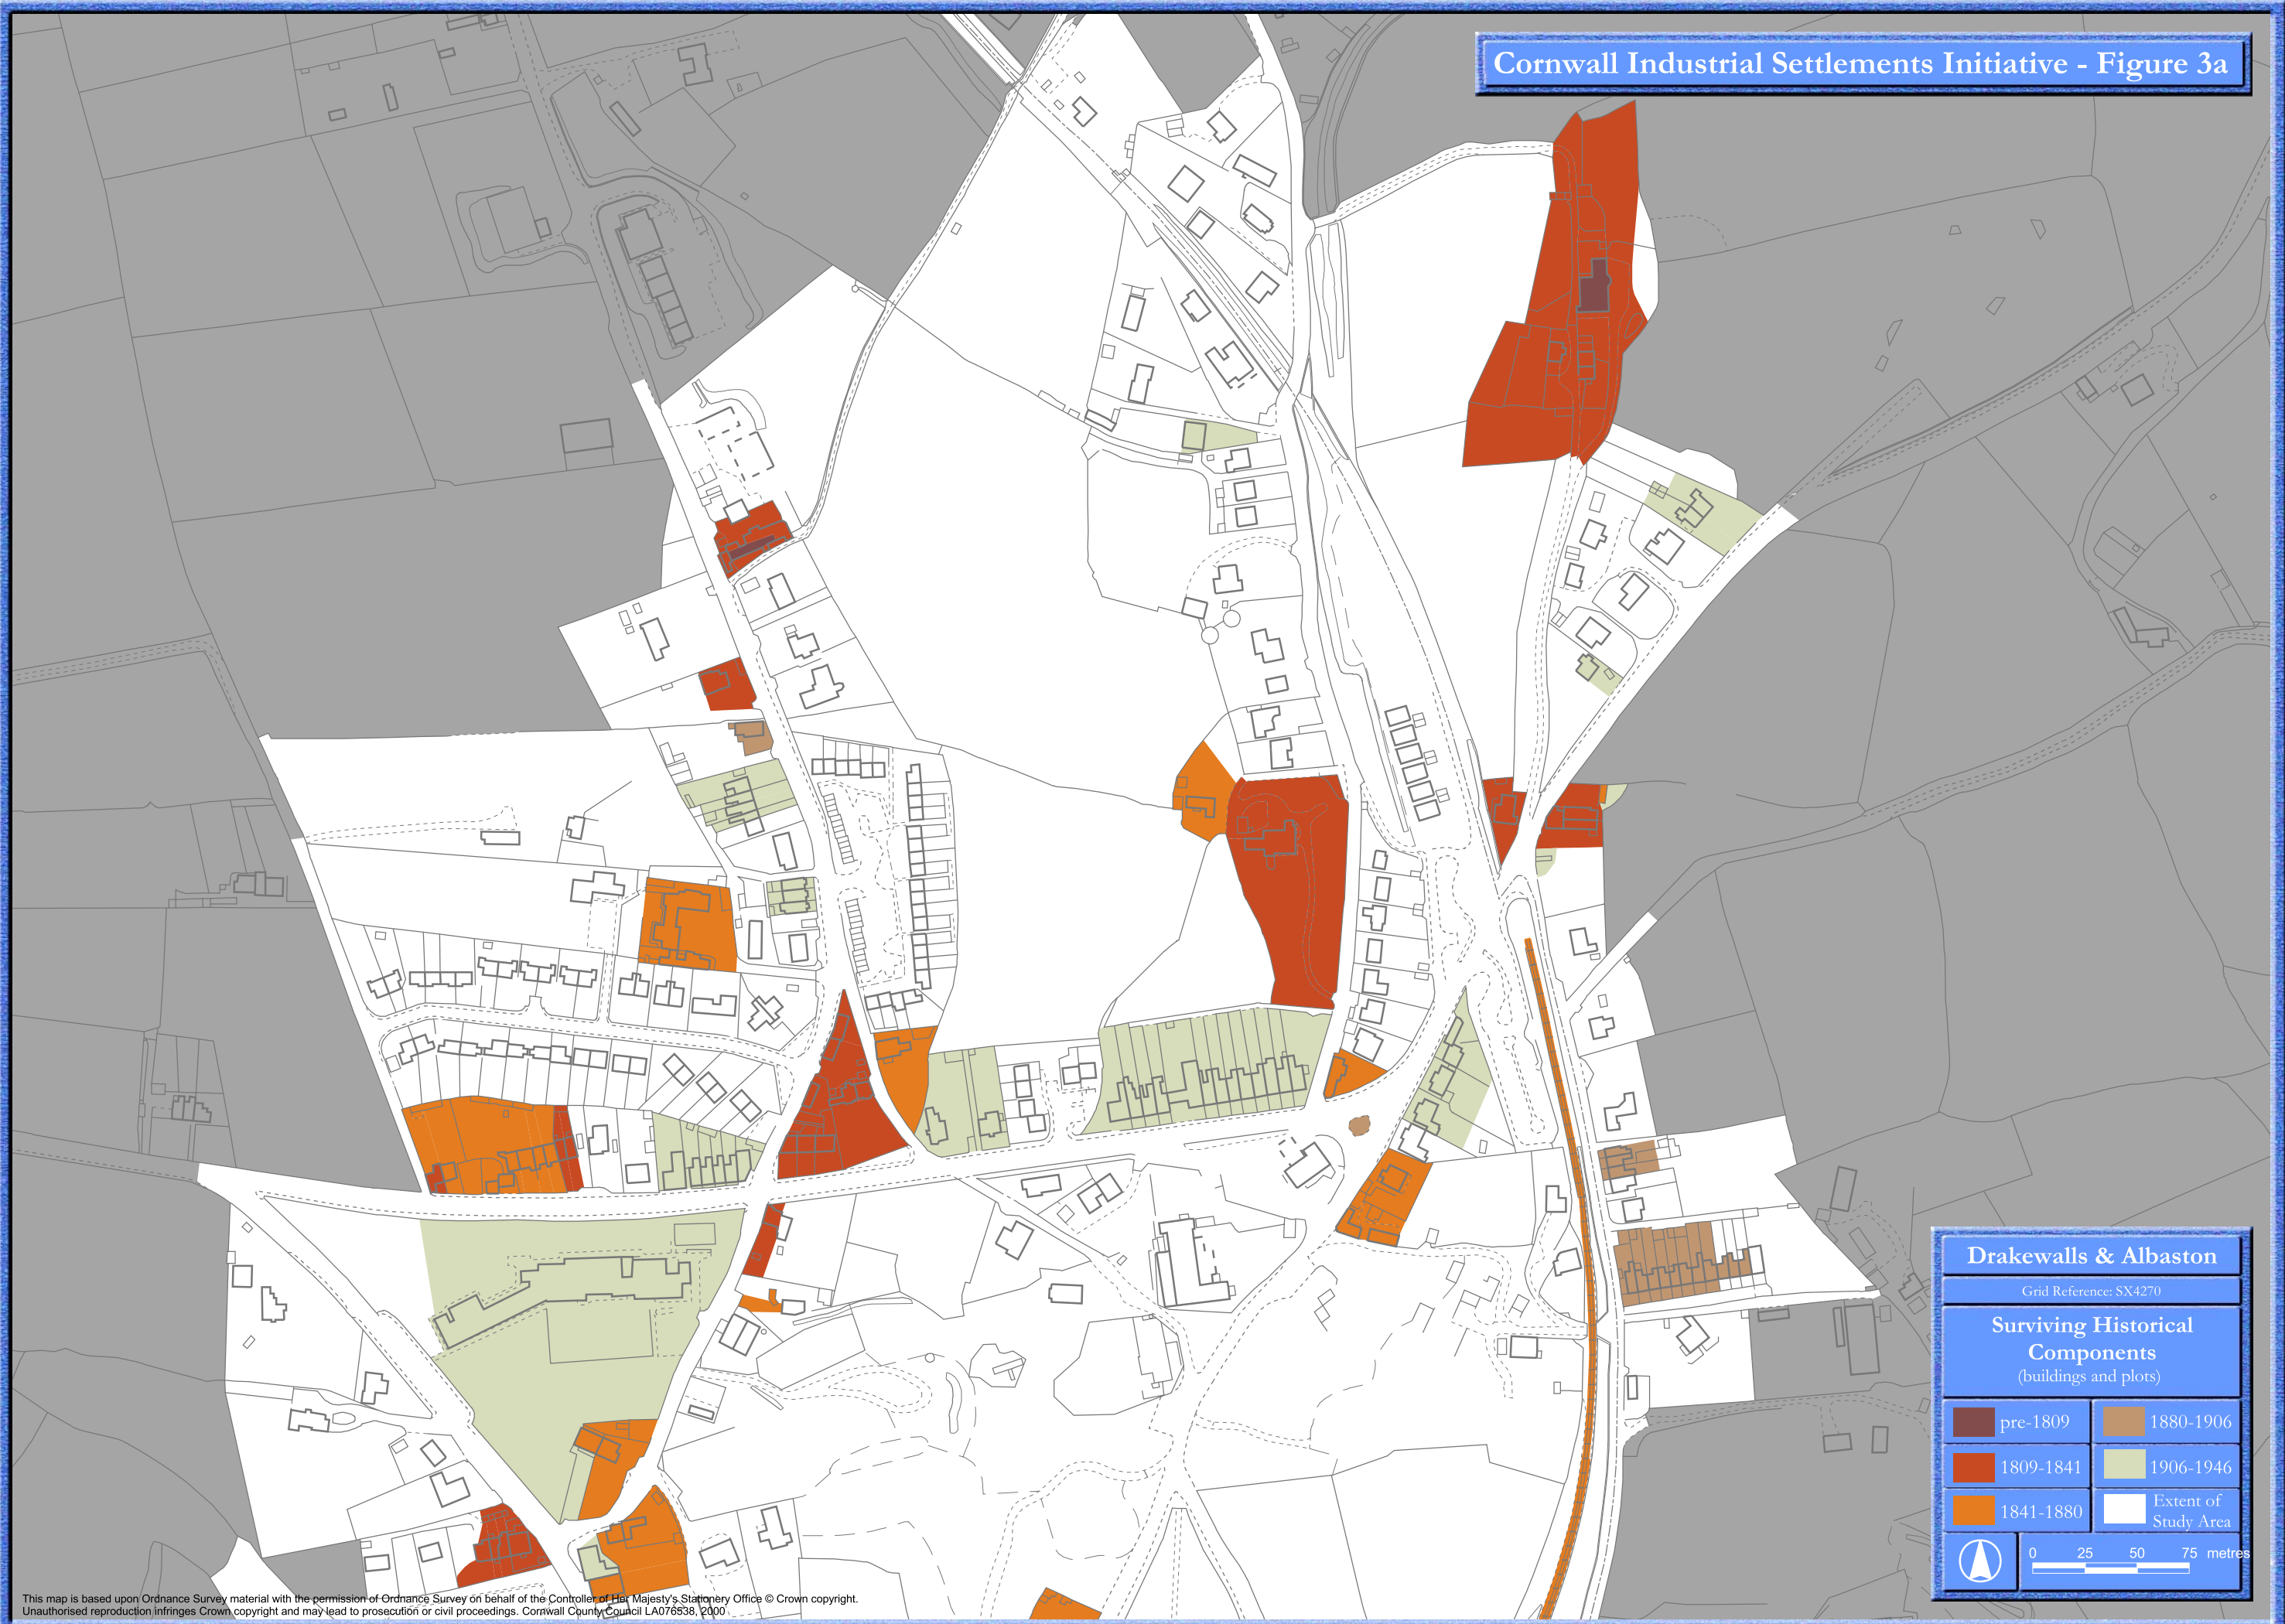 Cornwall Industrial Settlements Initiative - Figure 3a
Drakewalls & Albaston
Grid Reference: SX4270
Surviving Historical
Components
(buildings and plots)
pre-1809
1880-1906
1809-1841
1906-1946
1841-1880
Extent of
Study Area
0 25 50 75 metres
This map is based upon Ordnance Survey material with the permission of Ordnance Survey on behalf of the Controller of Her Majesty's Stationery Office © Crown copyright.
Unauthorised reproduction infringes Crown copyright and may lead to prosecution or civil proceedings. Cornwall County Council LA076538, 2000